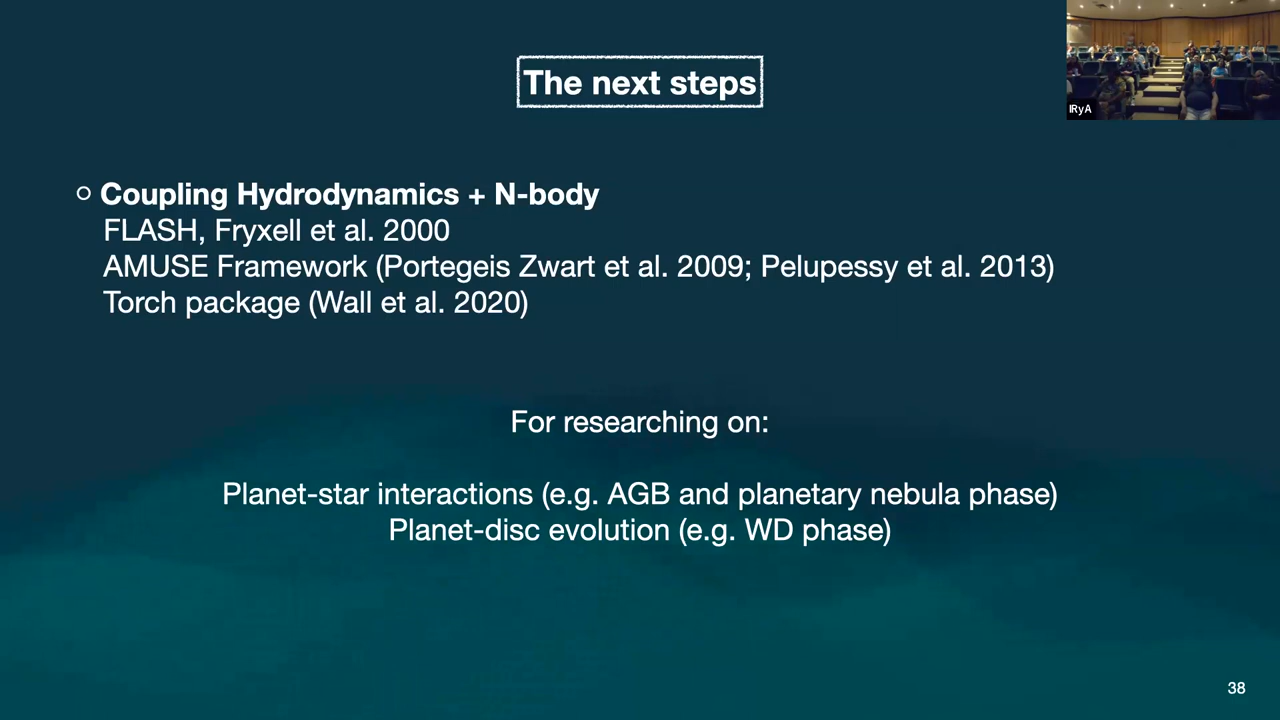 The next steps
IRyA
Coupling Hydrodynamics + N-body
FLASH, Fryxell et al. 2000
AMUSE Framework (Portegeis Zwart et al. 2009; Pelupessy et al. 2013)
Torch package (Wall et al. 2020)
For researching on:
Planet-star interactions (e.g. AGB and planetary nebula phase)
Planet-disc evolution (e.g. WD phase)
38